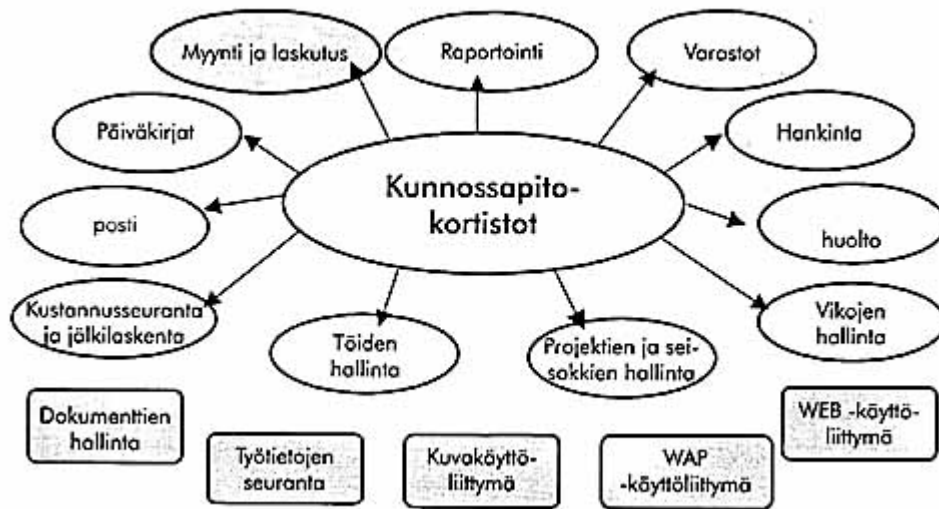 Myynti ja laskutus
Raportointi
Varastot
Päiväkirjat
Hankinta
Kunnossapito-
kortistot
posti
huolto
Kustannusseuranta
ja jälkilaskenta
Töiden
hallinta
Projektien ja sei-
sokkien hallinta
Vikojen
hallinta
Dokumenttien
hallinta
Työtietojen
seuranta
Kuvakäyttö-
liittymä
WAP
-käyttöliittymä
WEB -käyttö-
liittymä